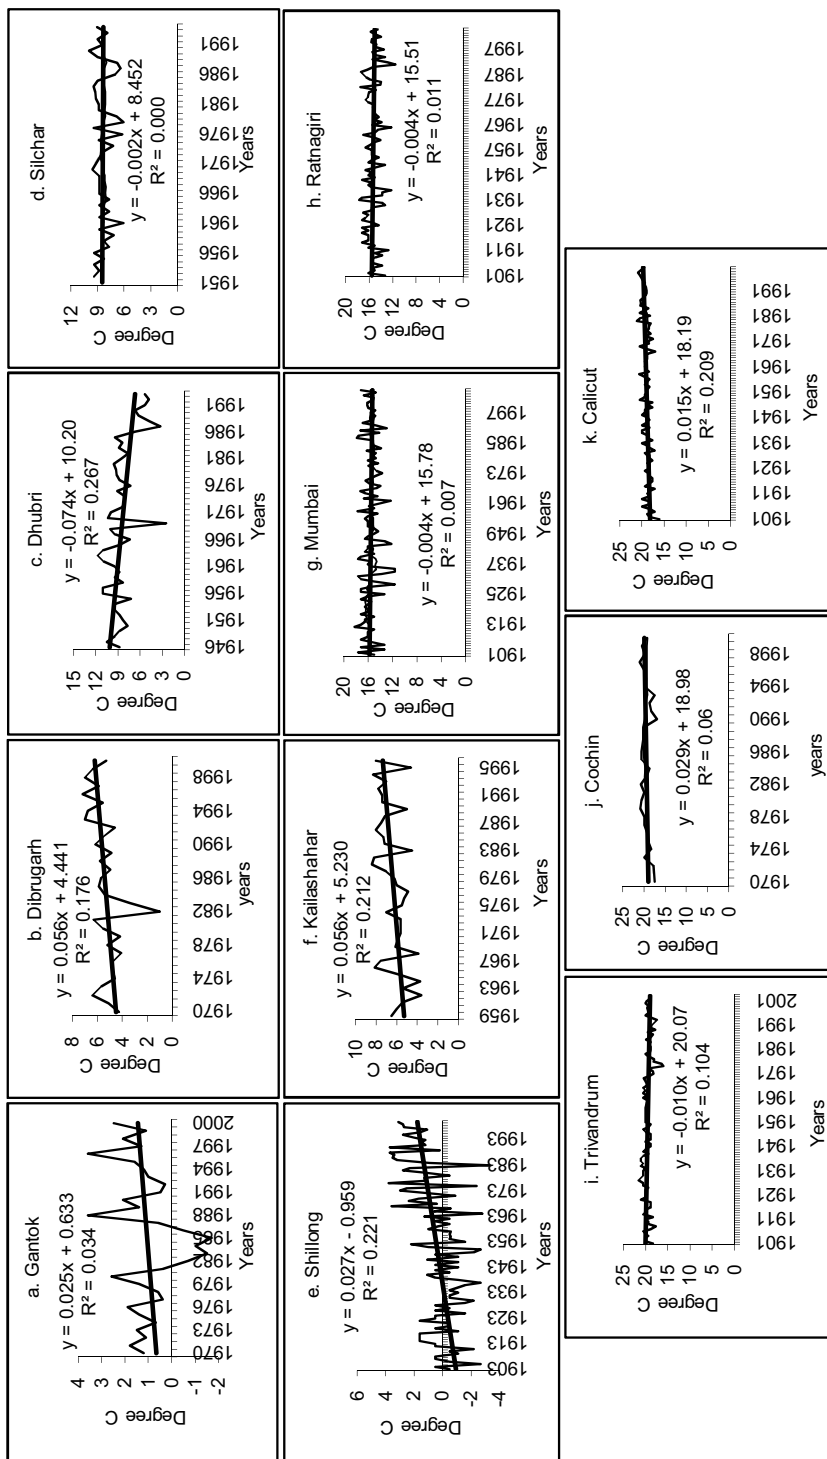 a. Gantok
y = 0.025x + 0.633
R² = 0.034
4
3
2
1
0
-1
-2
Degree C
1970 1973 1976 1979 1982 1985 1988 1991 1994 1997 2000
Years
b. Dibrugarh
y = 0.056x + 4.441
R² = 0.176
8
6
4
2
0
Degree C
1970 1974 1978 1982 1986 1990 1994 1998
years
c. Dhubri
y = -0.074x + 10.20
R² = 0.267
15
12
9
6
3
0
Degree C
1946 1951 1956 1961 1966 1971 1976 1981 1986 1991
Years
d. Silchar
12
9
6
3
0
Degree C
y = -0.002x + 8.452
R² = 0.000
1951 1956 1961 1966 1971 1976 1981 1986 1991
Years
e. Shillong
y = 0.027x - 0.959
R² = 0.221
6
4
2
0
-2
-4
Degree C
1903 1913 1923 1933 1943 1953 1963 1973 1983 1993
Years
f. Kailashahar
y = 0.056x + 5.230
R² = 0.212
10
8
6
4
2
0
Degree C
1959 1963 1967 1971 1975 1979 1983 1987 1991 1995
Years
g. Mumbai
20
16
12
8
4
0
Degree C
y = -0.004x + 15.78
R² = 0.007
1901 1913 1925 1937 1949 1961 1973 1985 1997
Years
h. Ratnagiri
20
16
12
8
4
0
Degree C
y = -0.004x + 15.51
R² = 0.011
1901 1911 1921 1931 1941 1957 1967 1977 1987 1997
Years
i. Trivandrum
25
20
15
10
5
0
Degree C
y = -0.010x + 20.07
R² = 0.104
1901 1911 1921 1931 1941 1951 1961 1971 1981 1991 2001
Years
j. Cochin
25
20
15
10
5
0
Degree C
y = 0.029x + 18.98
R² = 0.06
1970 1974 1978 1982 1986 1990 1994 1998
years
k. Calicut
25
20
15
10
5
0
Degree C
y = 0.015x + 18.19
R² = 0.209
1901 1911 1921 1931 1941 1951 1961 1971 1981 1991
Years